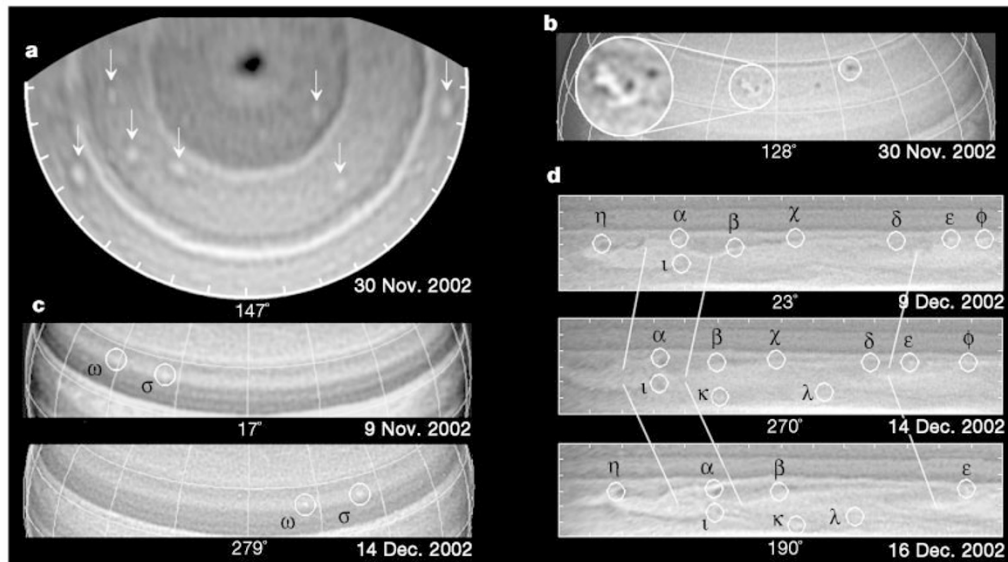 a
30 Nov. 2002
147°
b
128° 30 Nov. 2002
c
ω σ
17° 9 Nov. 2002
ω σ
279° 14 Dec. 2002
d
η α β χ δ ε φ
ι
23° 9 Dec. 2002
α β χ δ ε φ
ι κ λ
270° 14 Dec. 2002
η α β ε
ι κ λ
190° 16 Dec. 2002